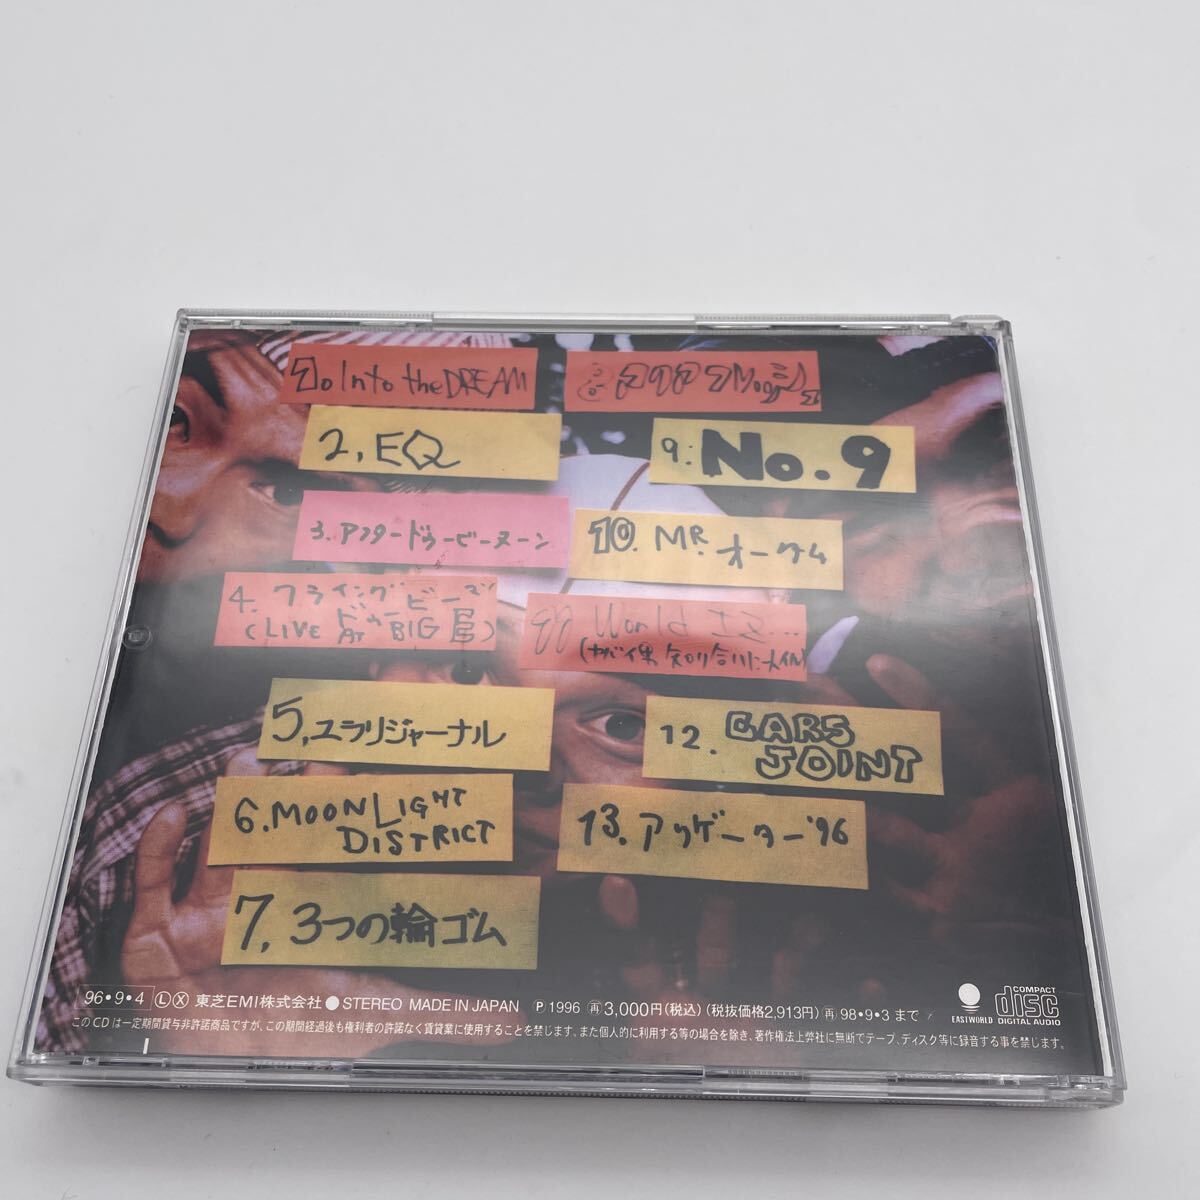 1. Into the DREAM
2, EQ
3. アフタードゥービーヌーン
4. フライングビーズ
ドゥー
(LIVE AT BIG 邑)
5, ユラリジャーナル
6. MOONLIGHT
DISTRICT
7, 3つの輪ゴム
9: No. 9
10. MR. オーケム
11 World
12. EARS
JOINT
13. アリゲーター'96
96・9・4 Ⓛ Ⓧ 東芝EMI株式会社 ● STEREO MADE IN JAPAN Ⓟ 1996 再 3,000円(税込) (税抜価格2,913円) 再 98・9・3 まで
このCDは一定期間貸与非許諾商品ですが、この期間経過後も権利者の許諾なく賃貸業に使用することを禁じます。また個人的に利用する等の場合を除き、著作権法上弊社に無断でテープ、ディスク等に録音する事を禁じます。
EASTWORLD
COMPACT
disc
DIGITAL AUDIO